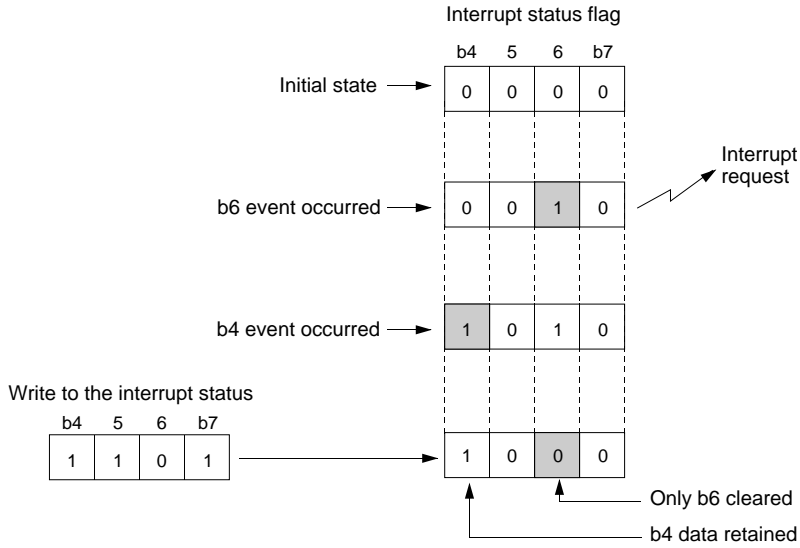 Interrupt status flag
b4 5 6 b7
Initial state 0 0 0 0
Interrupt
request
b6 event occurred 0 0 1 0
b4 event occurred 1 0 1 0
Write to the interrupt status
b4 5 6 b7
1 1 0 1 1 0 0 0
Only b6 cleared
b4 data retained